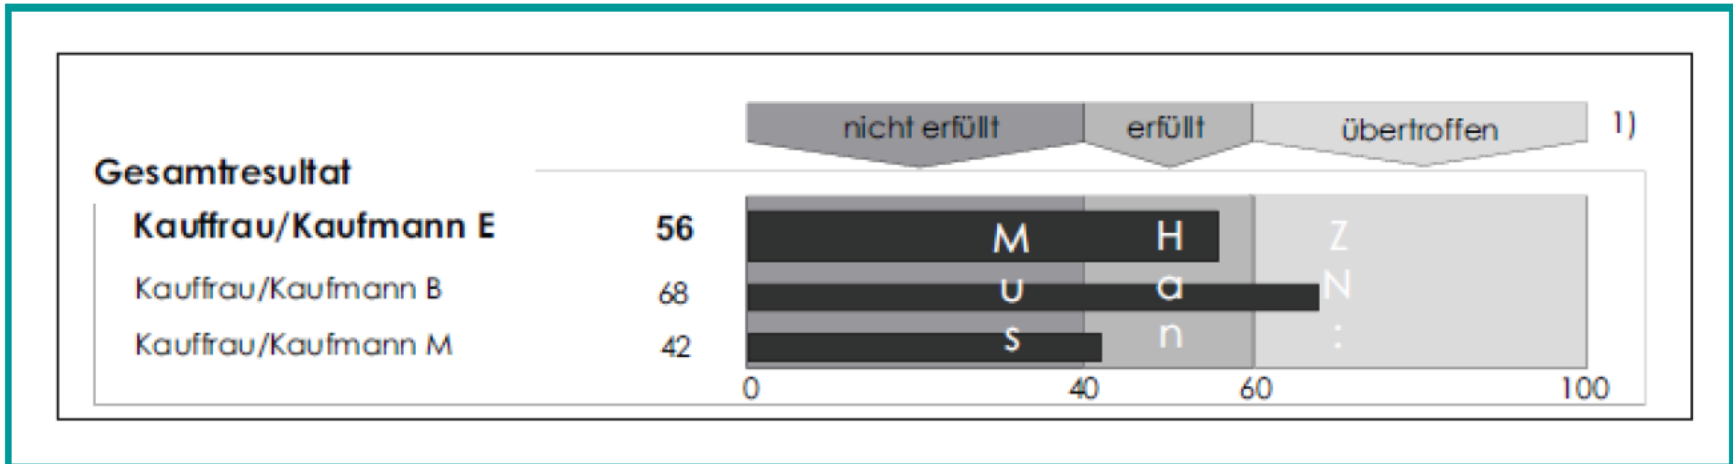 nicht erfüllt erfüllt übertroffen 1)
Gesamtresultat
Kauffrau/Kaufmann E 56 M H Z
Kauffrau/Kaufmann B 68 u a N
Kauffrau/Kaufmann M 42 s n :
0 40 60 100